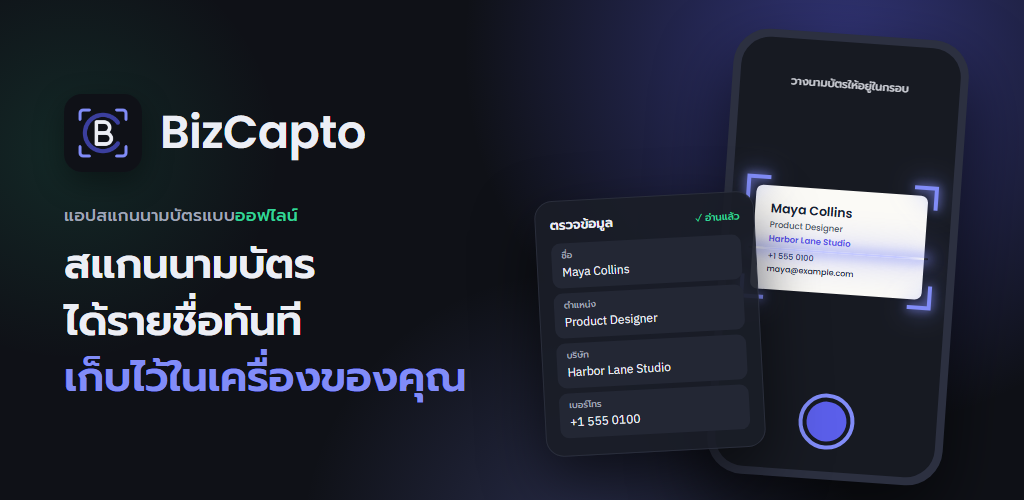 B
BizCapto
แอปสแกนนามบัตรแบบออฟไลน์
สแกนนามบัตร
ได้รายชื่อทันที
เก็บไว้ในเครื่องของคุณ
ตรวจข้อมูล
✓ อ่านแล้ว
ชื่อ
Maya Collins
ตำแหน่ง
Product Designer
บริษัท
Harbor Lane Studio
เบอร์โทร
+1 555 0100
วางนามบัตรให้อยู่ในกรอบ
Maya Collins
Product Designer
Harbor Lane Studio
+1 555 0100
maya@example.com